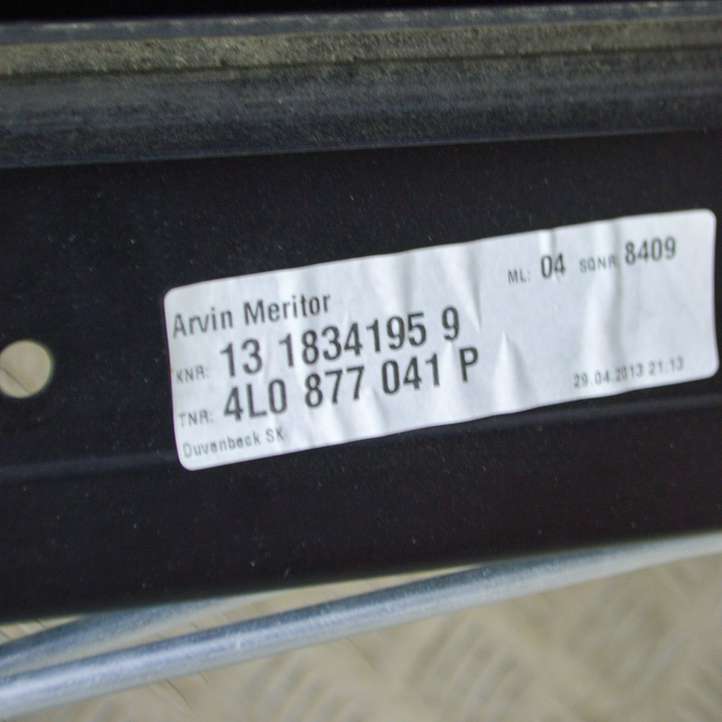 Arvin Meritor
ML: 04 SQNR 8409
KNR: 13 1834195 9
TNR: 4L0 877 041 P
Duvenbeck SK
29.04.2013 21:13